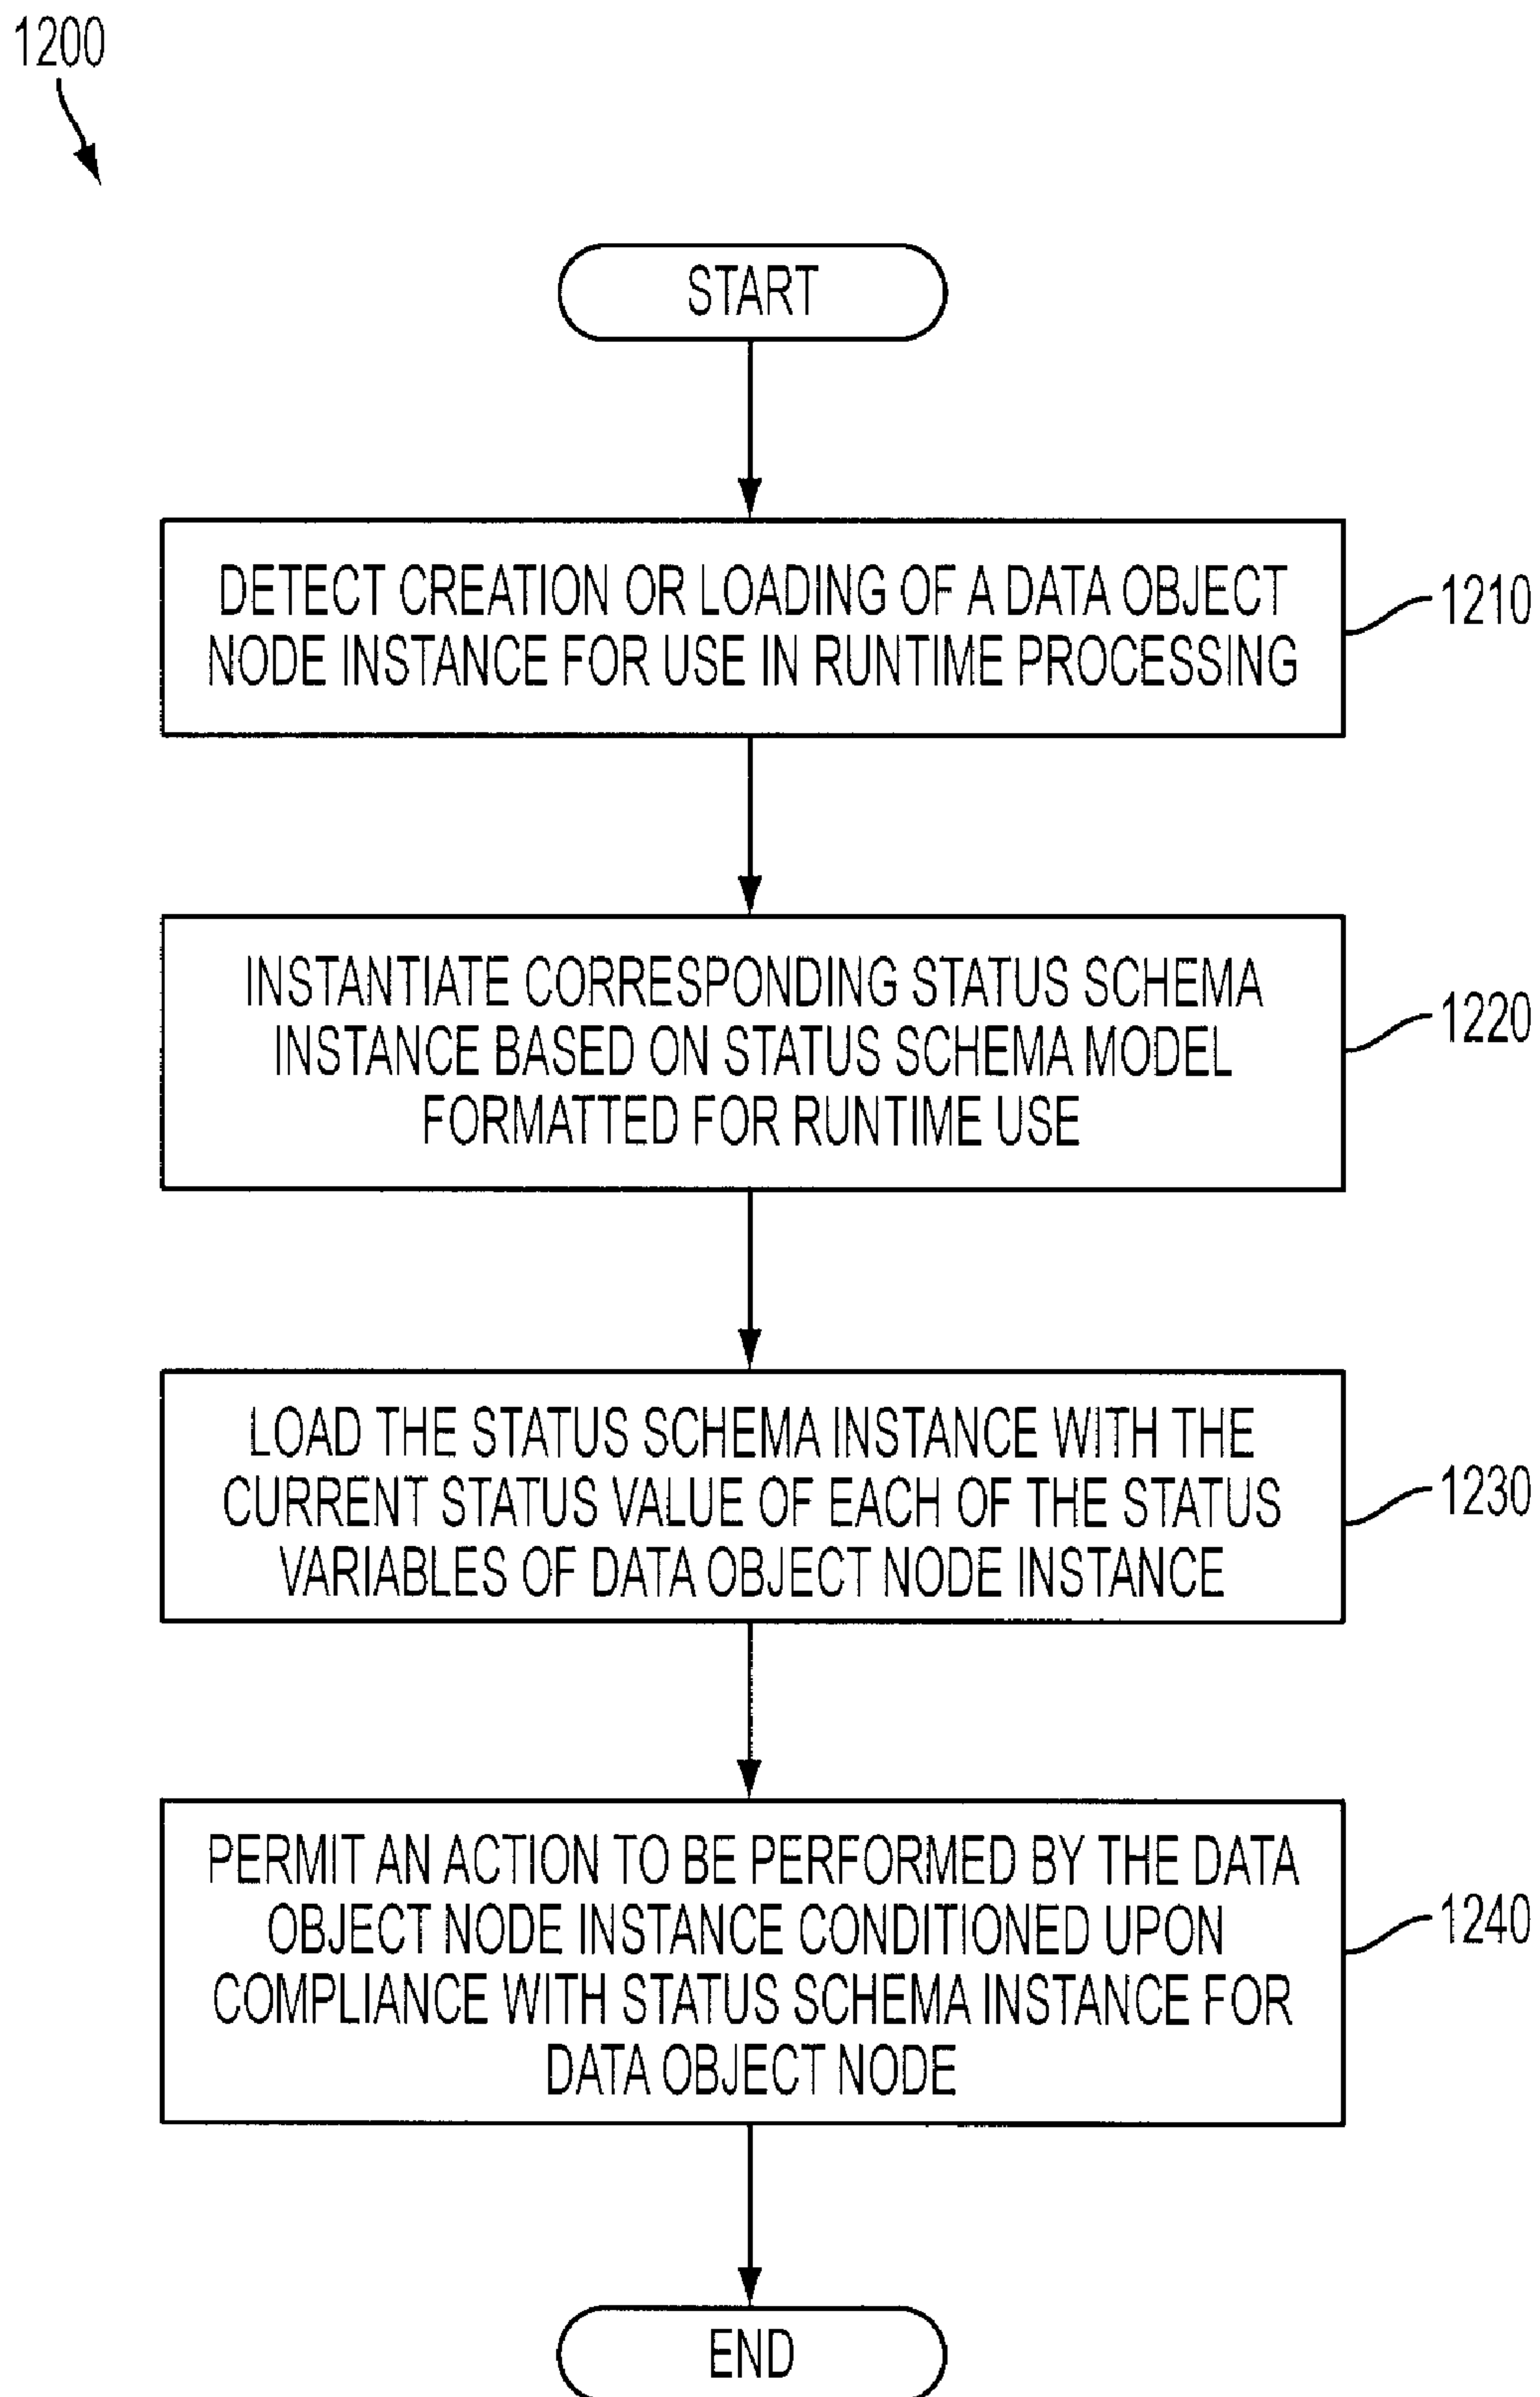 1200
START
DETECT CREATION OR LOADING OF A DATA OBJECT
NODE INSTANCE FOR USE IN RUNTIME PROCESSING
1210
INSTANTIATE CORRESPONDING STATUS SCHEMA
INSTANCE BASED ON STATUS SCHEMA MODEL
FORMATTED FOR RUNTIME USE
1220
LOAD THE STATUS SCHEMA INSTANCE WITH THE
CURRENT STATUS VALUE OF EACH OF THE STATUS
VARIABLES OF DATA OBJECT NODE INSTANCE
1230
PERMIT AN ACTION TO BE PERFORMED BY THE DATA
OBJECT NODE INSTANCE CONDITIONED UPON
COMPLIANCE WITH STATUS SCHEMA INSTANCE FOR
DATA OBJECT NODE
1240
END